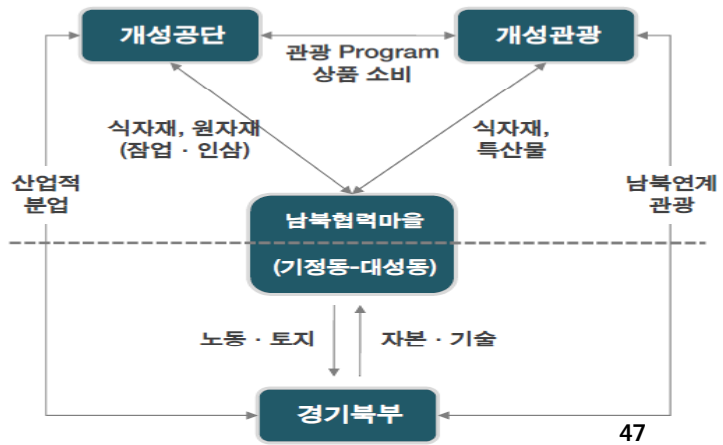 개성공단
개성관광
관광 Program
상품 소비
식자재, 원자재
(잠업 · 인삼)
식자재,
특산물
산업적
분업
남북연계
관광
남북협력마을
(기정동-대성동)
노동 · 토지
자본 · 기술
경기북부
47